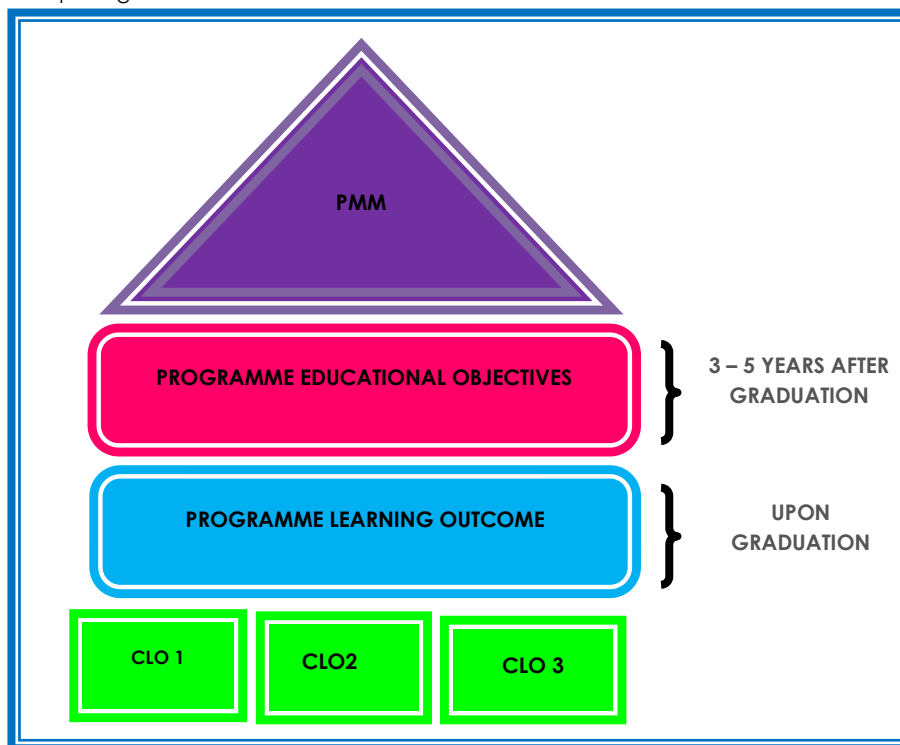 PMM
PROGRAMME EDUCATIONAL OBJECTIVES
3 – 5 YEARS AFTER
GRADUATION
PROGRAMME LEARNING OUTCOME
UPON
GRADUATION
CLO 1
CLO2
CLO 3